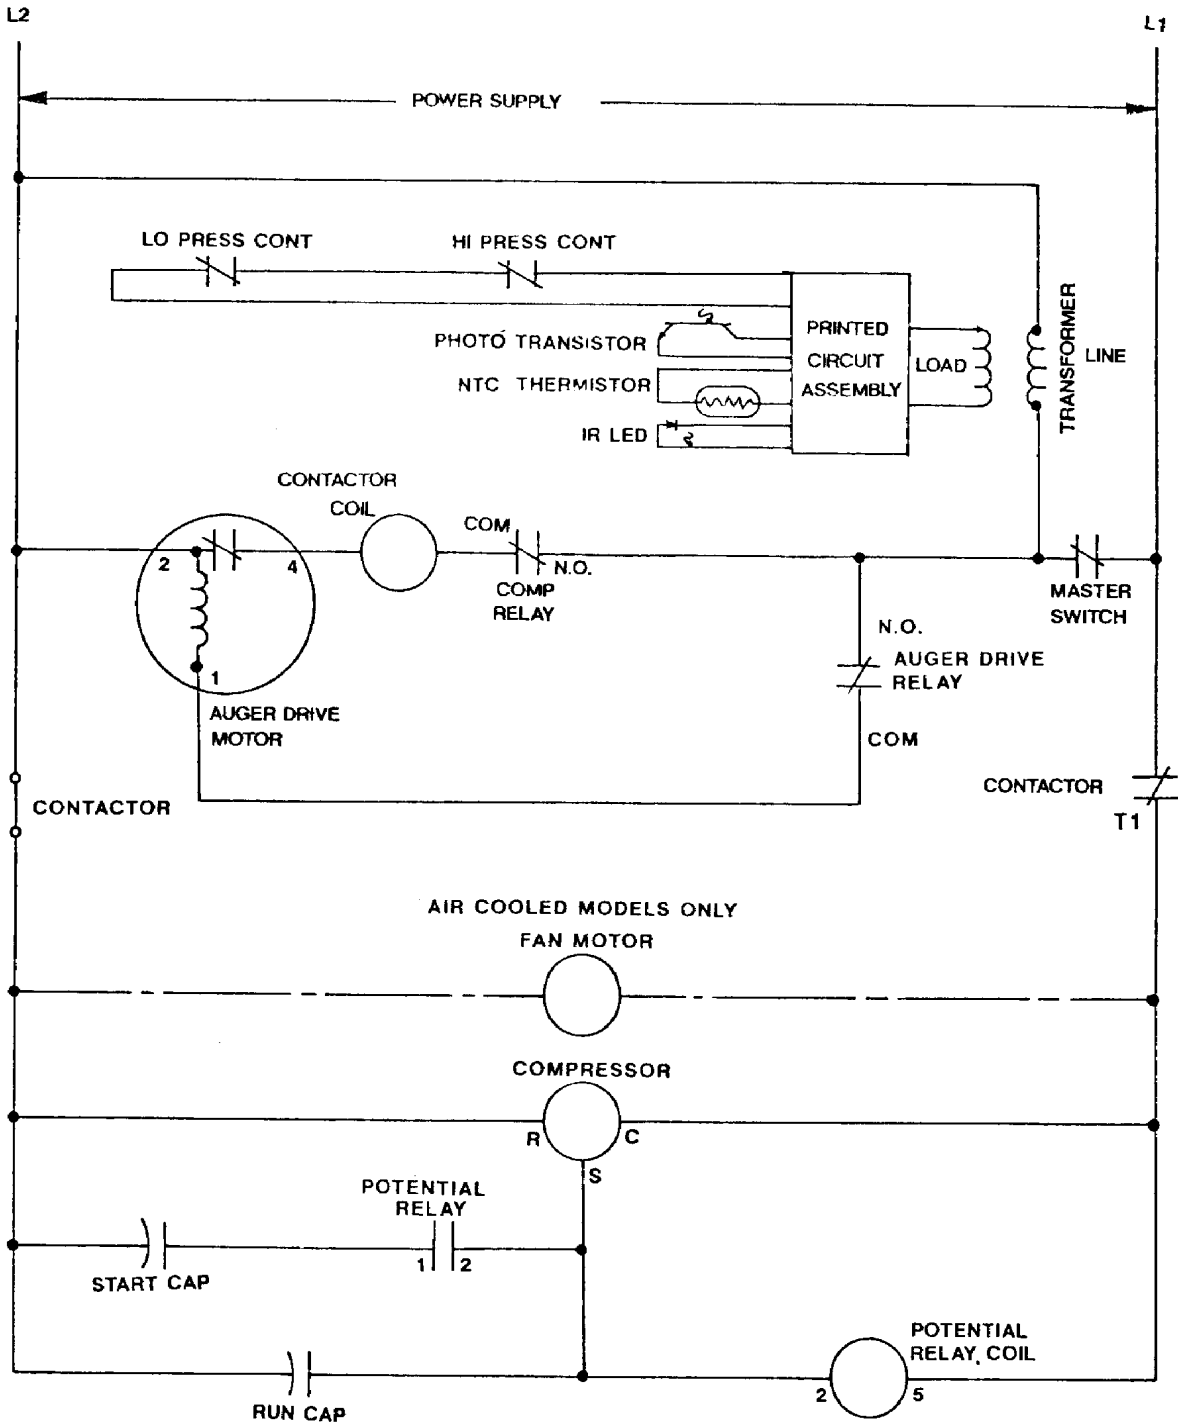 L2
L1
POWER SUPPLY
LO PRESS CONT
HI PRESS CONT
PRINTED
CIRCUIT
ASSEMBLY
PHOTO TRANSISTOR
NTC THERMISTOR
IR LED
LOAD
TRANSFORMER
LINE
CONTACTOR
COIL
COM
N.O.
COMP
RELAY
2
4
1
AUGER DRIVE
MOTOR
MASTER
SWITCH
N.O.
AUGER DRIVE
RELAY
COM
CONTACTOR
CONTACTOR
T1
AIR COOLED MODELS ONLY
FAN MOTOR
COMPRESSOR
R
C
S
POTENTIAL
RELAY
1
2
START CAP
POTENTIAL
RELAY, COIL
2
5
RUN CAP